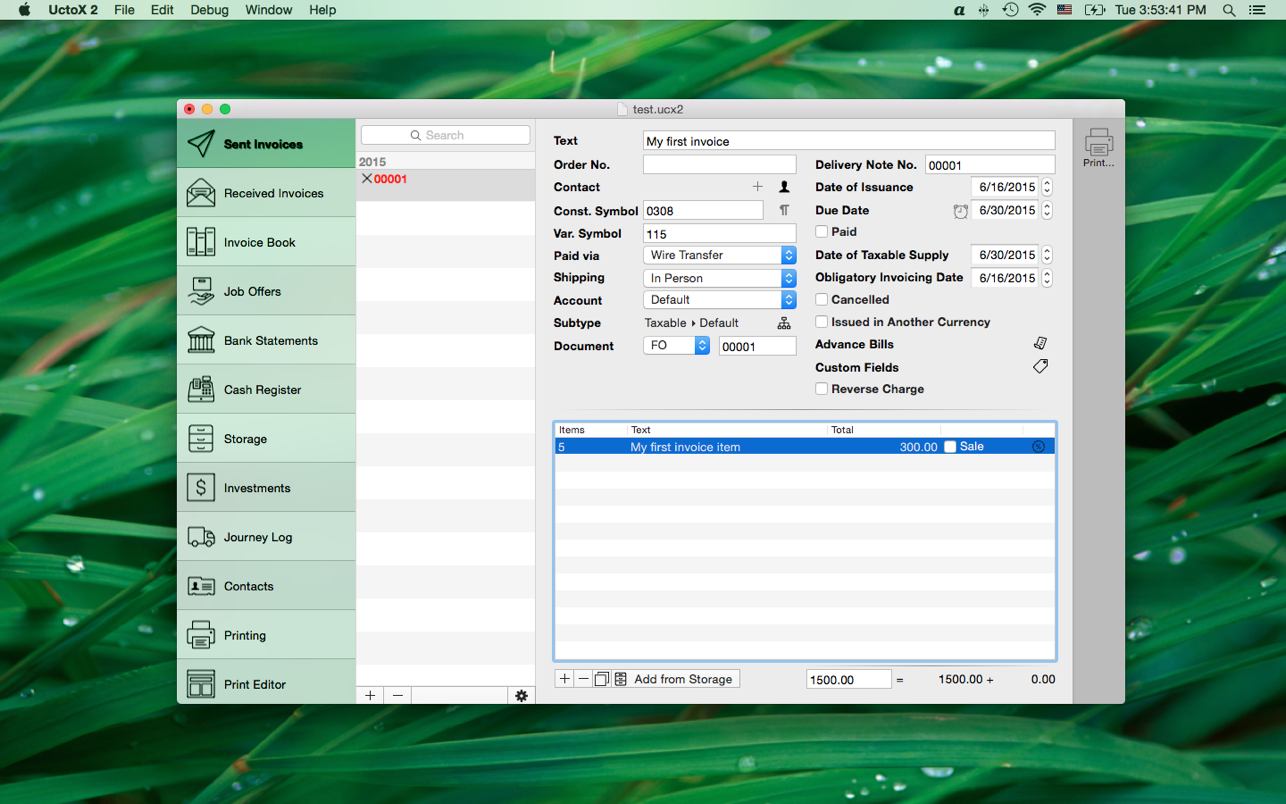 UctoX 2 File Edit Debug Window Help Tue 3:53:41 PM
test.ucx2
Sent Invoices
Received Invoices
Invoice Book
Job Offers
Bank Statements
Cash Register
Storage
Investments
Journey Log
Contacts
Printing
Print Editor
Search
2015
00001
Text My first invoice
Order No. Delivery Note No. 00001
Contact Date of Issuance 6/16/2015
Const. Symbol 0308 Due Date 6/30/2015
Var. Symbol 115 Paid
Paid via Wire Transfer Date of Taxable Supply 6/30/2015
Shipping In Person Obligatory Invoicing Date 6/16/2015
Account Default Cancelled
Subtype Taxable ▸ Default Issued in Another Currency
Document FO 00001 Advance Bills
Custom Fields
Reverse Charge
Items Text Total
5 My first invoice item 300.00 Sale
+ − Add from Storage 1500.00 = 1500.00 + 0.00
+ −
Print...